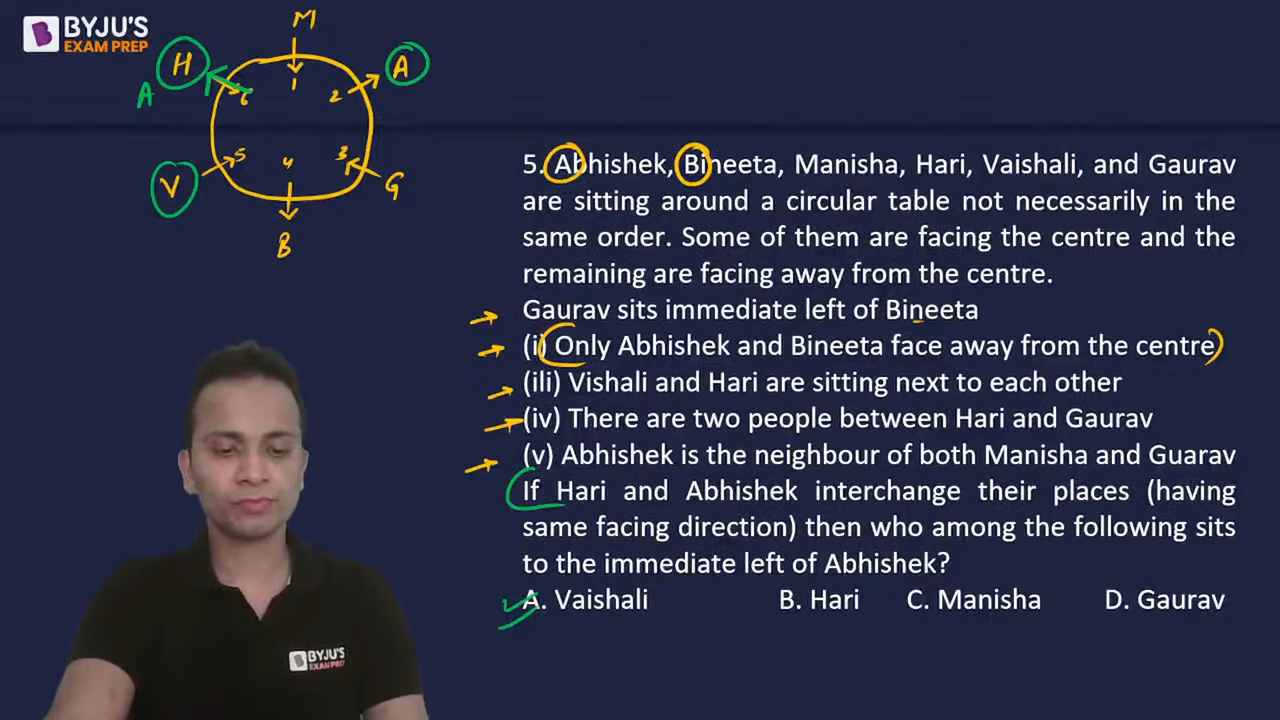 BYJU'S
EXAM PREP
M
H
A
A
6
1
2
V
5
4
3
G
B
5. Abhishek, Bineeta, Manisha, Hari, Vaishali, and Gaurav
are sitting around a circular table not necessarily in the
same order. Some of them are facing the centre and the
remaining are facing away from the centre.
Gaurav sits immediate left of Bineeta
(i) Only Abhishek and Bineeta face away from the centre
(ili) Vishali and Hari are sitting next to each other
(iv) There are two people between Hari and Gaurav
(v) Abhishek is the neighbour of both Manisha and Guarav
If Hari and Abhishek interchange their places (having
same facing direction) then who among the following sits
to the immediate left of Abhishek?
A. Vaishali B. Hari C. Manisha D. Gaurav
BYJU'S
EXAM PREP